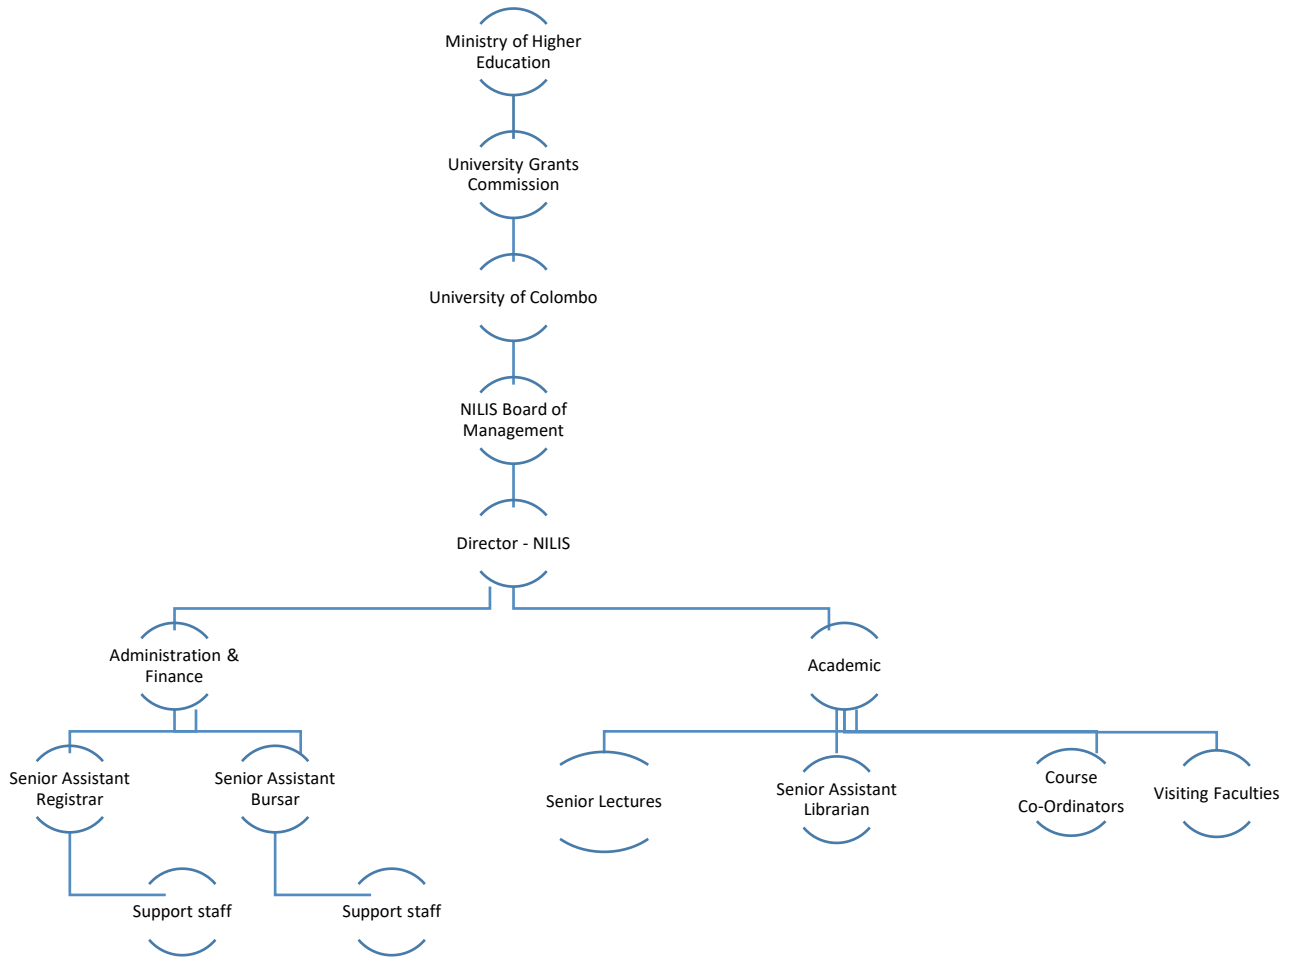 Ministry of Higher
Education
University Grants
Commission
University of Colombo
NILIS Board of
Management
Director - NILIS
Administration &
Finance
Academic
Senior Assistant
Registrar
Senior Assistant
Bursar
Senior Lectures
Senior Assistant
Librarian
Course
Co-Ordinators
Visiting Faculties
Support staff
Support staff